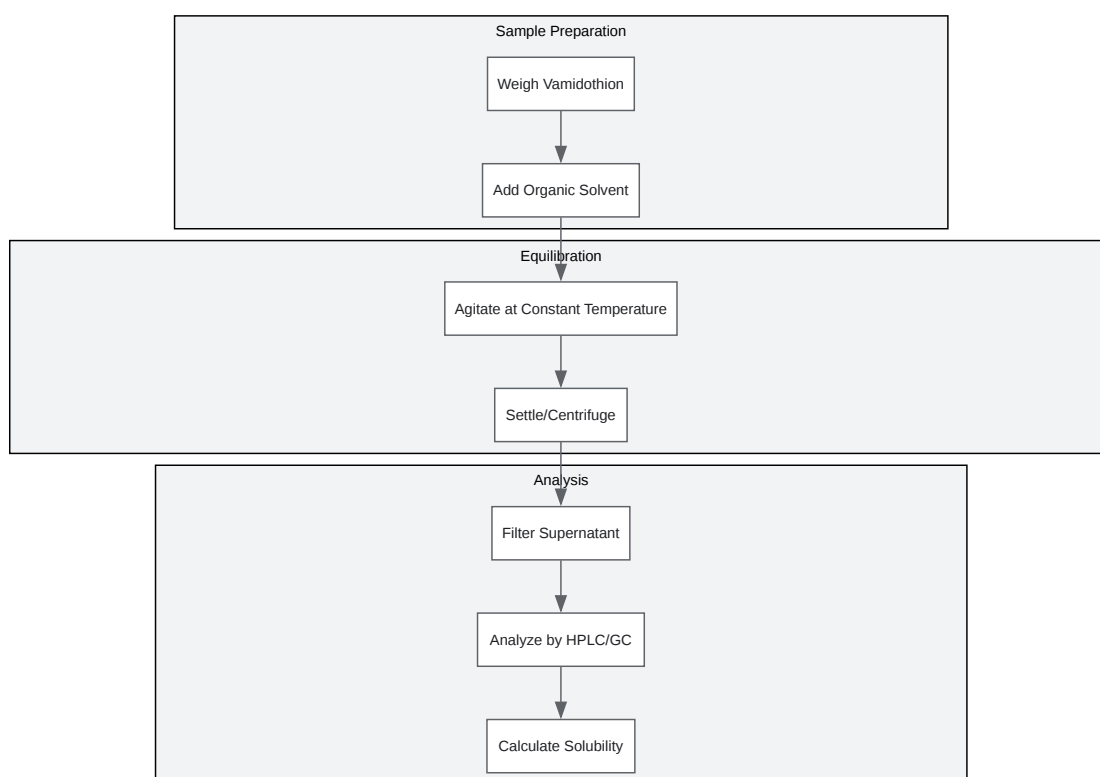 Sample Preparation
Weigh Vamidothion
Add Organic Solvent
Equilibration
Agitate at Constant Temperature
Settle/Centrifuge
Analysis
Filter Supernatant
Analyze by HPLC/GC
Calculate Solubility